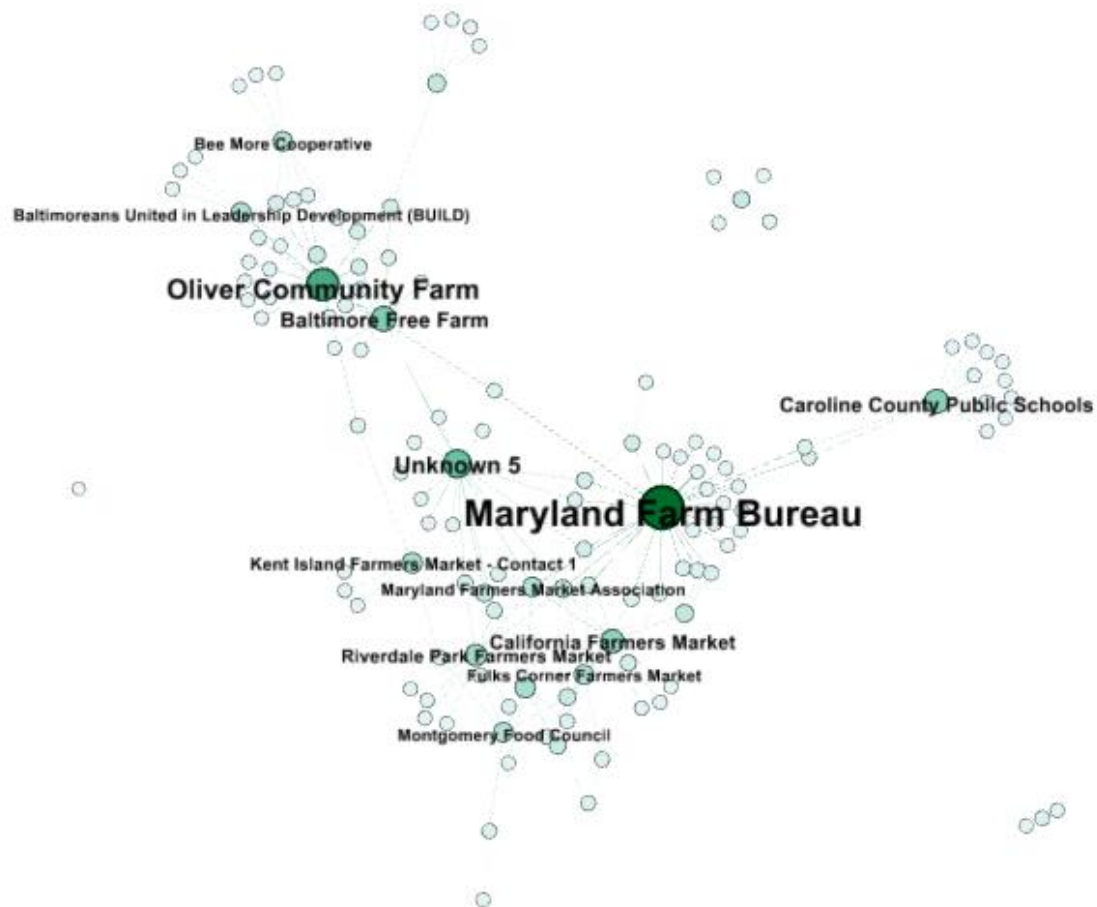 Bee More Cooperative
Baltimoreans United in Leadership Development (BUILD)
Oliver Community Farm
Baltimore Free Farm
Caroline County Public Schools
Unknown 5
Maryland Farm Bureau
Kent Island Farmers Market - Contact 1
Maryland Farmers Market Association
California Farmers Market
Riverdale Park Farmers Market
Fulks Corner Farmers Market
Montgomery Food Council